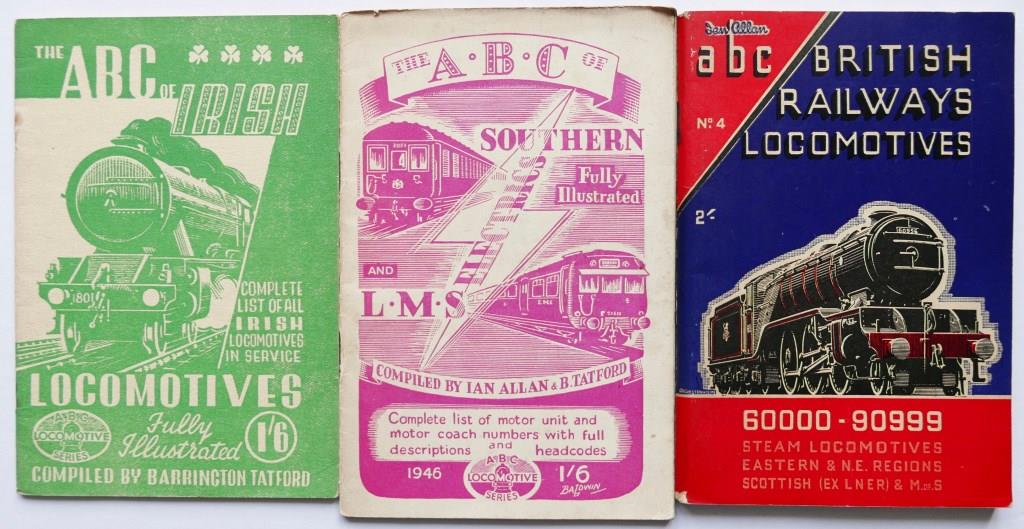 THE ABC OF
IRISH
1801
COMPLETE
LIST OF ALL
IRISH
LOCOMOTIVES
IN SERVICE
LOCOMOTIVES
A·B·C
LOCOMOTIVE
SERIES
Fully
Illustrated
1'6
COMPILED BY BARRINGTON TATFORD
THE A·B·C OF
SOUTHERN
Fully
Illustrated
4
ELECTRICS
AND
L·M·S
COMPILED BY IAN ALLAN & B. TATFORD
Complete list of motor unit and
motor coach numbers with full
descriptions and headcodes
1946
A B C
LOCOMOTIVE
SERIES
1/6
BALDWIN
Ian Allan
abc
BRITISH
RAILWAYS
LOCOMOTIVES
No. 4
2/-
60956
60000 - 90999
STEAM LOCOMOTIVES
EASTERN & N.E. REGIONS
SCOTTISH (EX LNER) & M.of.S